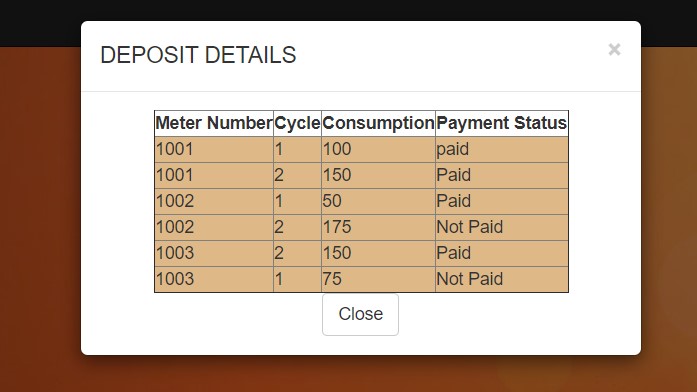 DEPOSIT DETAILS ×
Meter Number Cycle Consumption Payment Status
1001 1 100 paid
1001 2 150 Paid
1002 1 50 Paid
1002 2 175 Not Paid
1003 2 150 Paid
1003 1 75 Not Paid
Close